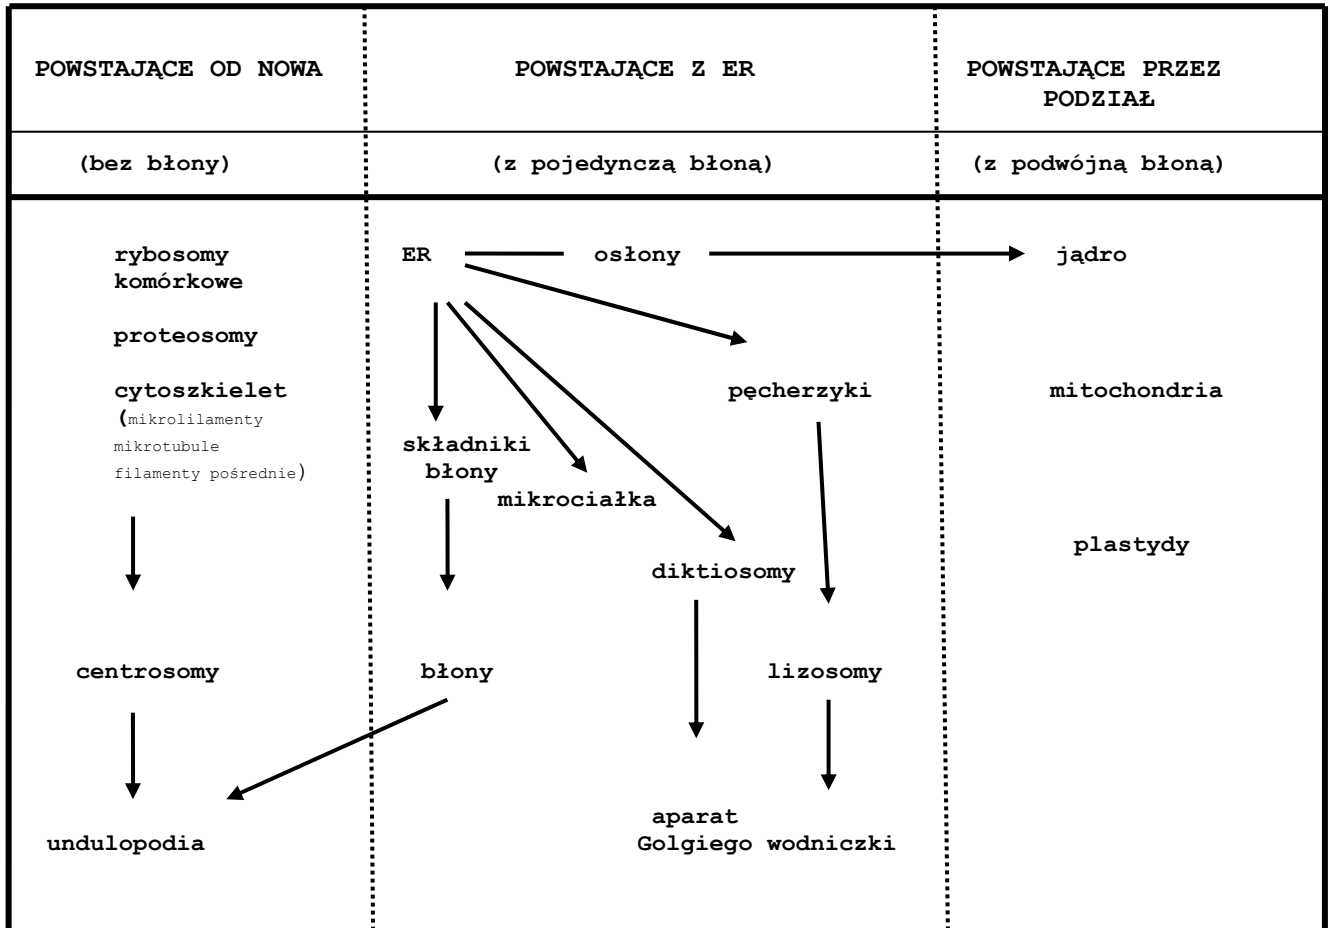 POWSTAJĄCE OD NOWA
POWSTAJĄCE Z ER
POWSTAJĄCE PRZEZ
PODZIAŁ
(bez błony)
(z pojedynczą błoną)
(z podwójną błoną)
rybosomy
komórkowe
proteosomy
cytoszkielet
(mikrolilamenty
mikrotubule
filamenty pośrednie)
centrosomy
undulopodia
ER
osłony
pęcherzyki
składniki
błony
mikrociałka
diktiosomy
błony
lizosomy
aparat
Golgiego wodniczki
jądro
mitochondria
plastydy